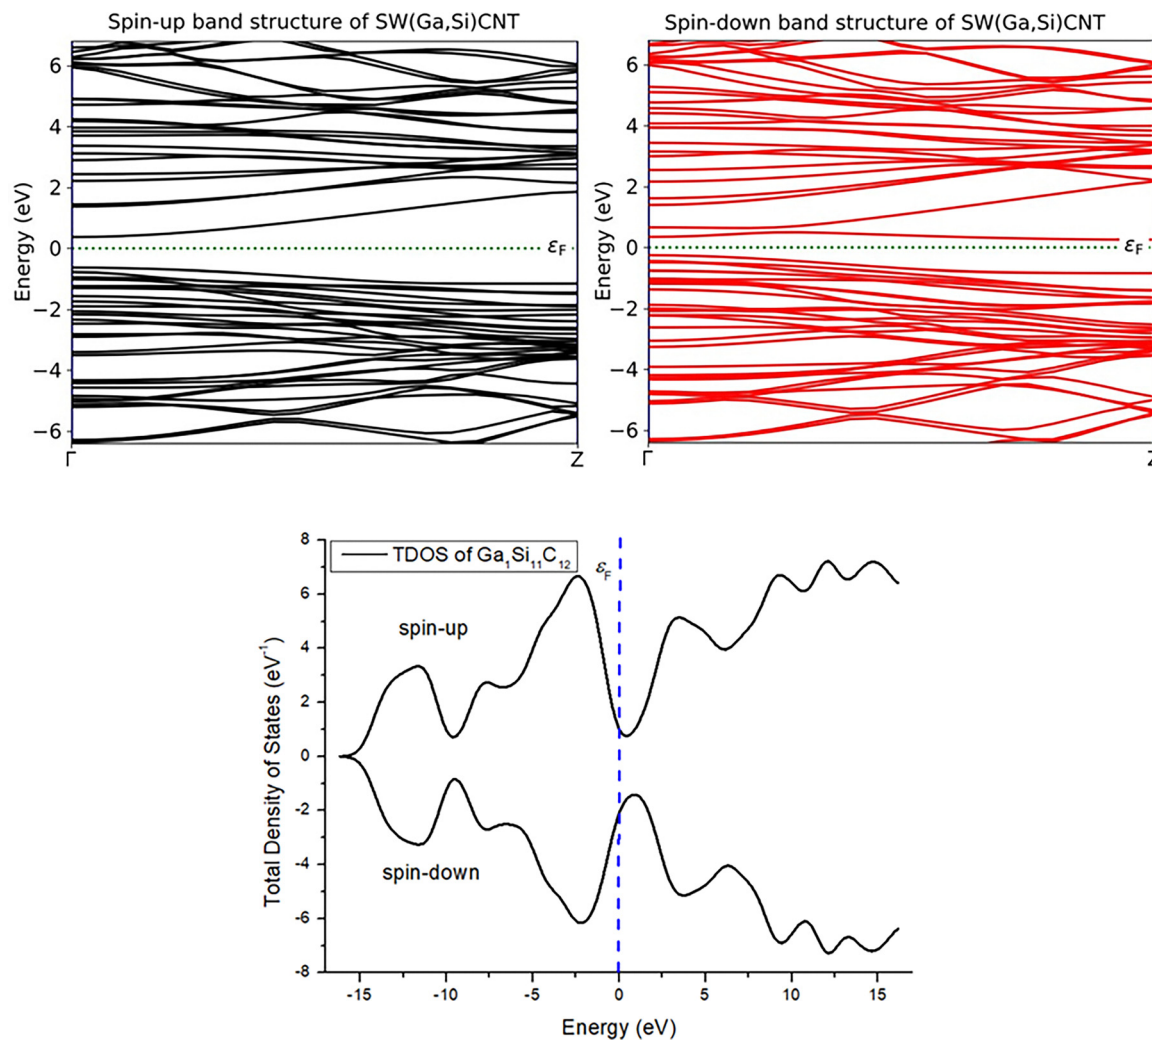 Spin-up band structure of SW(Ga,Si)CNT
Energy (eV)
6
4
2
0
−2
−4
−6
εF
Γ
Z
Spin-down band structure of SW(Ga,Si)CNT
Energy (eV)
6
4
2
0
−2
−4
−6
εF
Γ
Z
TDOS of Ga1Si11C12
εF
spin-up
spin-down
Total Density of States (eV-1)
8
6
4
2
0
-2
-4
-6
-8
-15 -10 -5 0 5 10 15
Energy (eV)